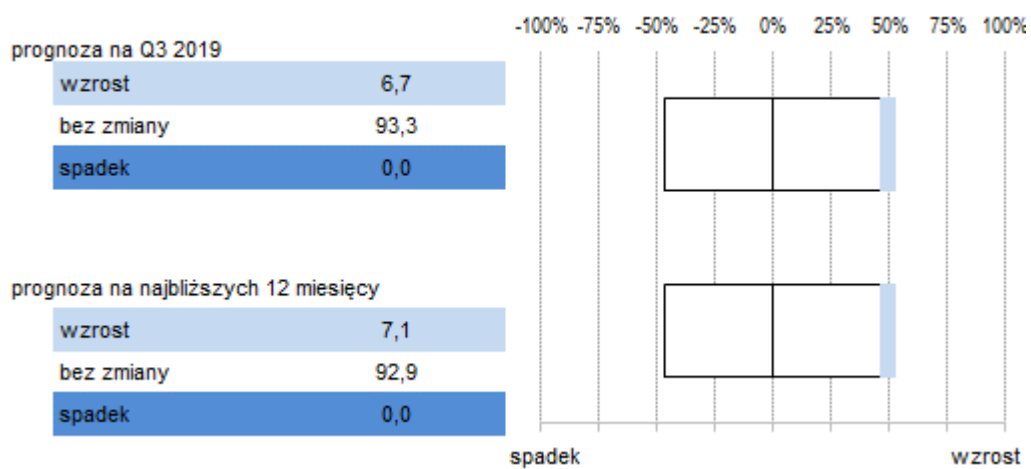 -100% -75% -50% -25% 0% 25% 50% 75% 100%
prognoza na Q3 2019
wzrost 6,7
bez zmiany 93,3
spadek 0,0
prognoza na najbliższych 12 miesięcy
wzrost 7,1
bez zmiany 92,9
spadek 0,0
spadek wzrost